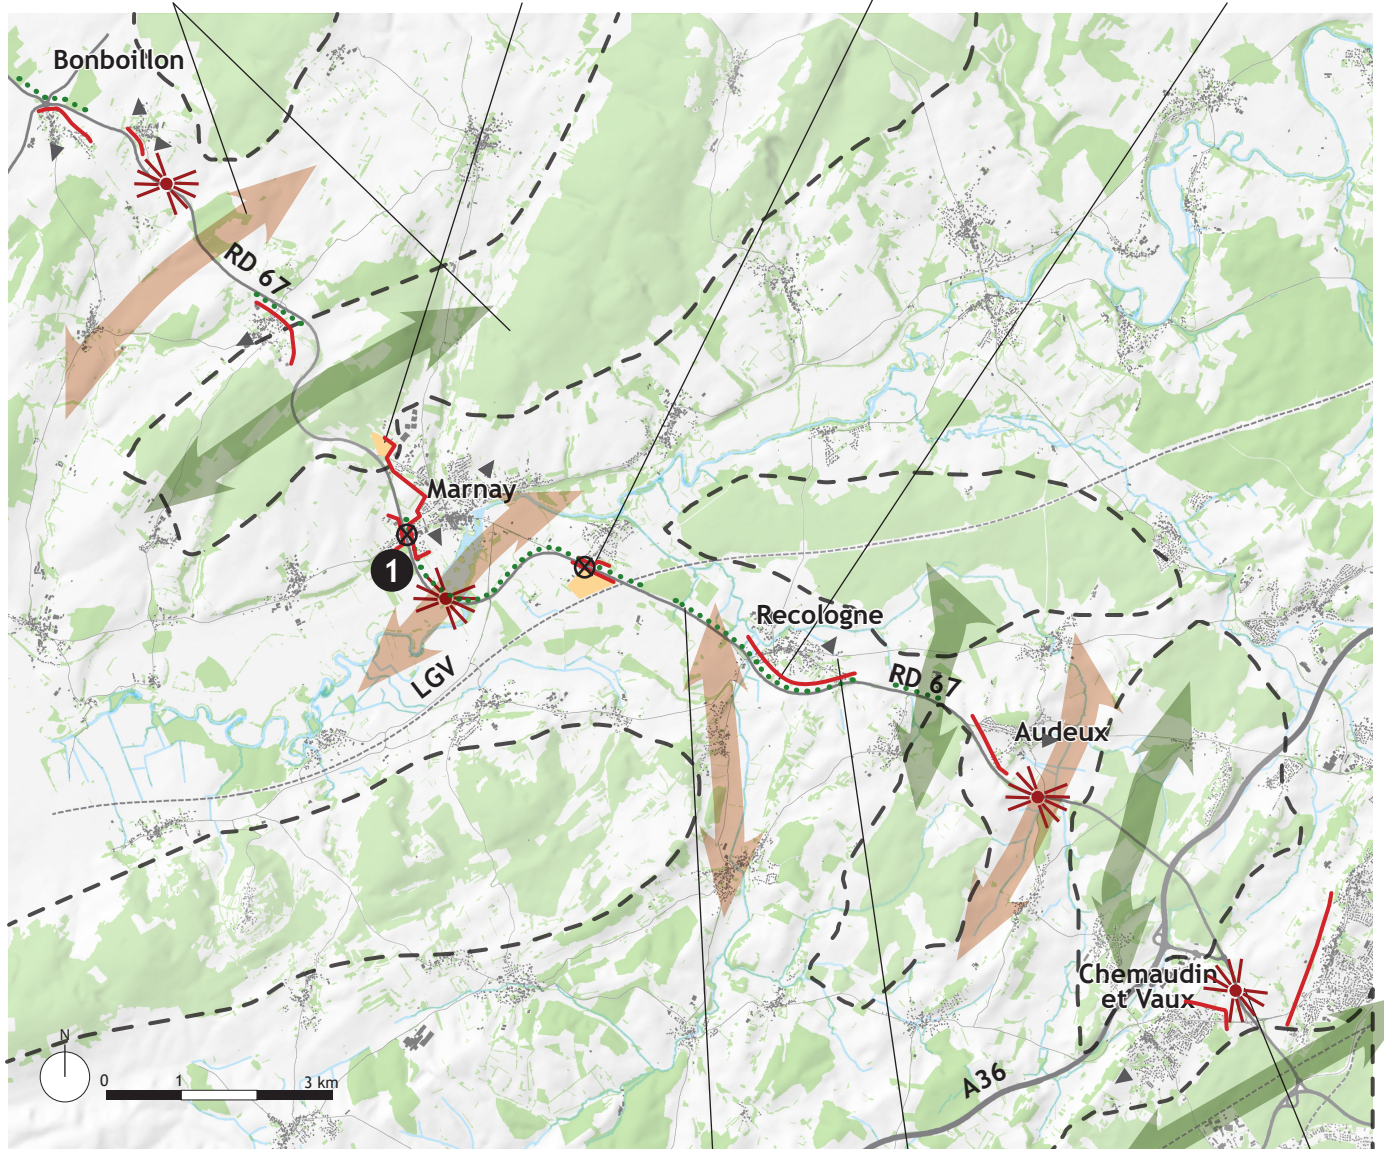 Bonboillon
RD 67
Marnay
1
Recologne
LGV
RD 67
Audeux
Chemaudin
et Vaux
A36
N
0 1 3 km